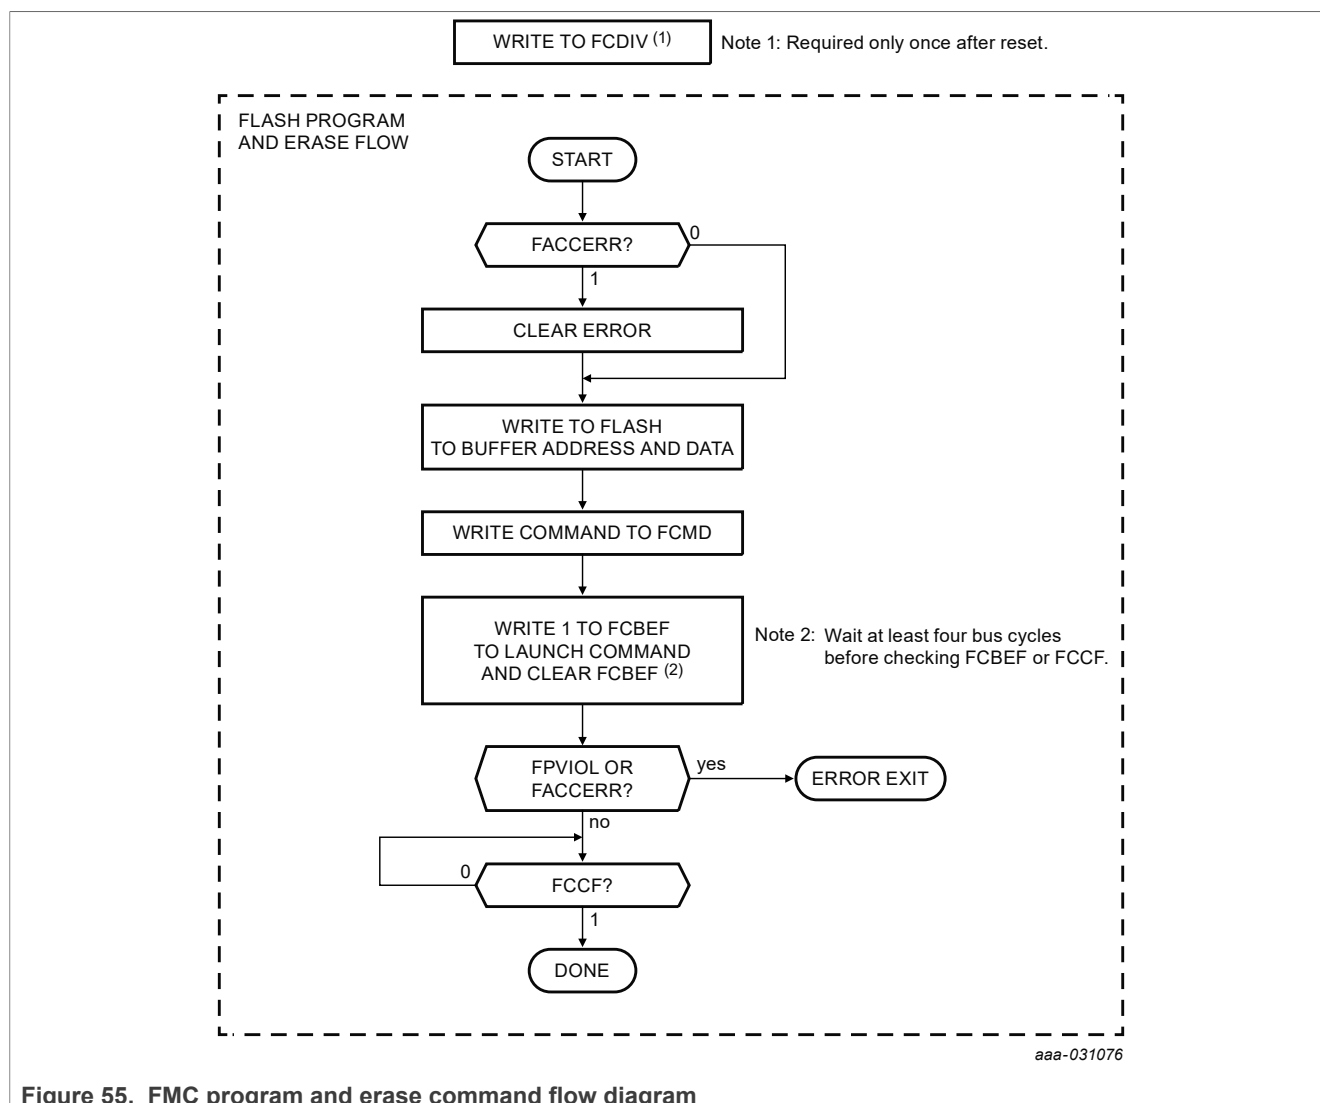 WRITE TO FCDIV (1)
Note 1: Required only once after reset.
FLASH PROGRAM
AND ERASE FLOW
START
FACCERR?
0
1
CLEAR ERROR
WRITE TO FLASH
TO BUFFER ADDRESS AND DATA
WRITE COMMAND TO FCMD
WRITE 1 TO FCBEF
TO LAUNCH COMMAND
AND CLEAR FCBEF (2)
Note 2: Wait at least four bus cycles
before checking FCBEF or FCCF.
FPVIOL OR
FACCERR?
yes
ERROR EXIT
no
0
FCCF?
1
DONE
aaa-031076
Figure 55. FMC program and erase command flow diagram